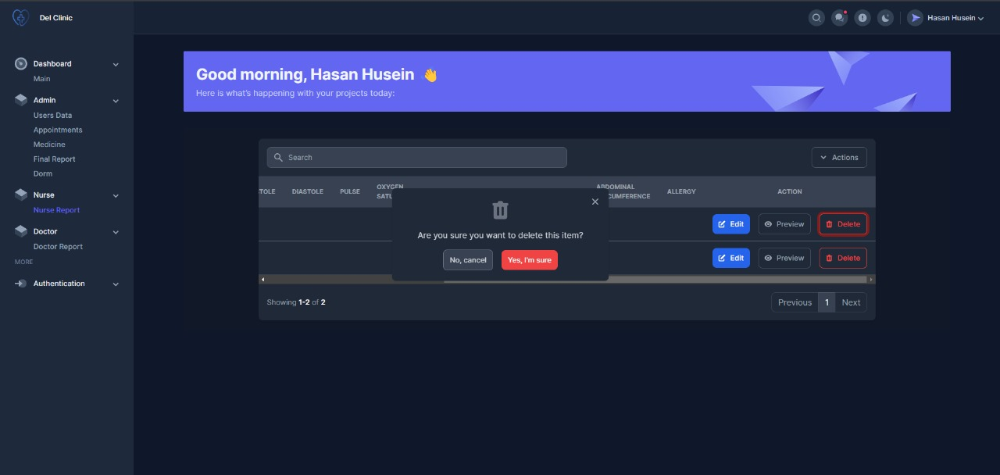 Del Clinic
Hasan Husein
Dashboard
Main
Admin
Users Data
Appointments
Medicine
Final Report
Dorm
Nurse
Nurse Report
Doctor
Doctor Report
MORE
Authentication
Good morning, Hasan Husein 👋
Here is what's happening with your projects today:
Search
Actions
TOLE DIASTOLE PULSE OXYGEN SATU ABDOMINAL CUMFERENCE ALLERGY ACTION
Are you sure you want to delete this item?
No, cancel Yes, I'm sure
Edit Preview Delete
Edit Preview Delete
Showing 1-2 of 2
Previous 1 Next